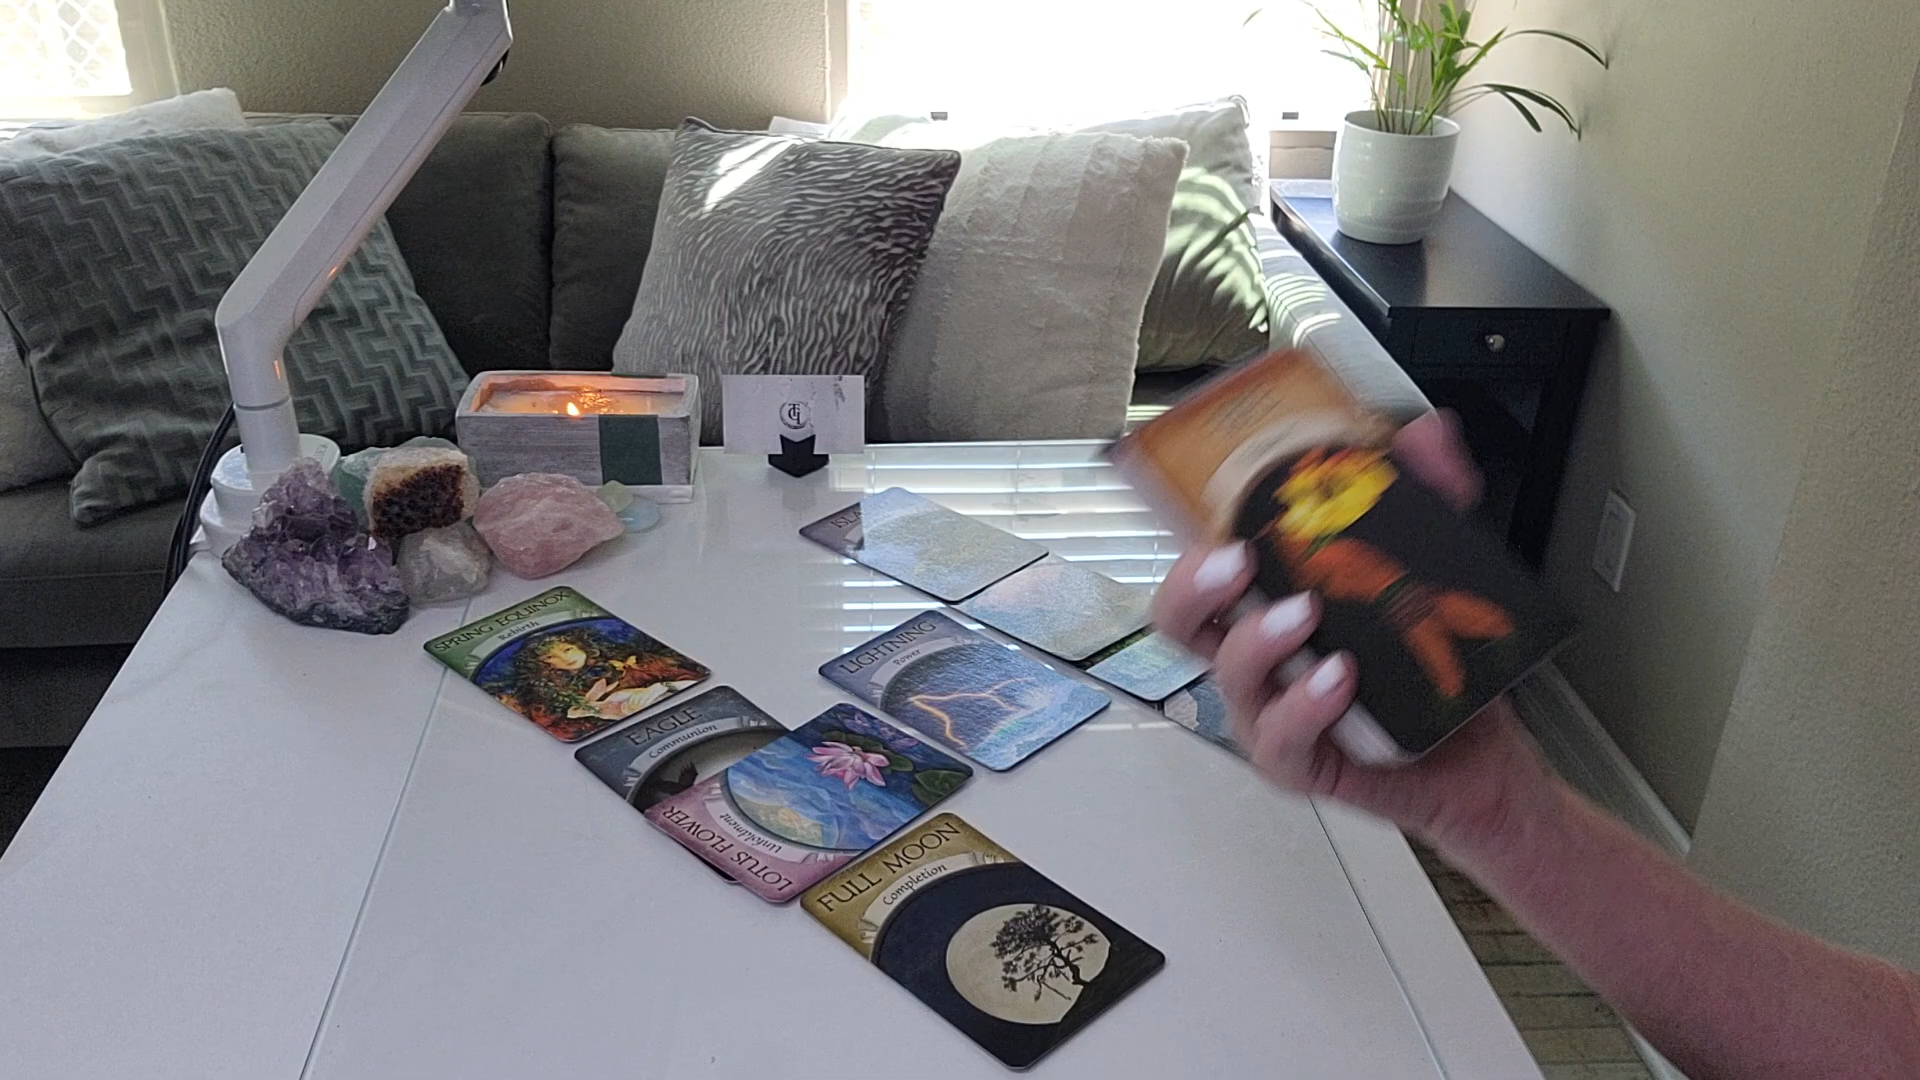 SPRING EQUINOX
Rebirth
EAGLE
Communion
LOTUS FLOWER
Unfoldment
FULL MOON
Completion
LIGHTNING
Power